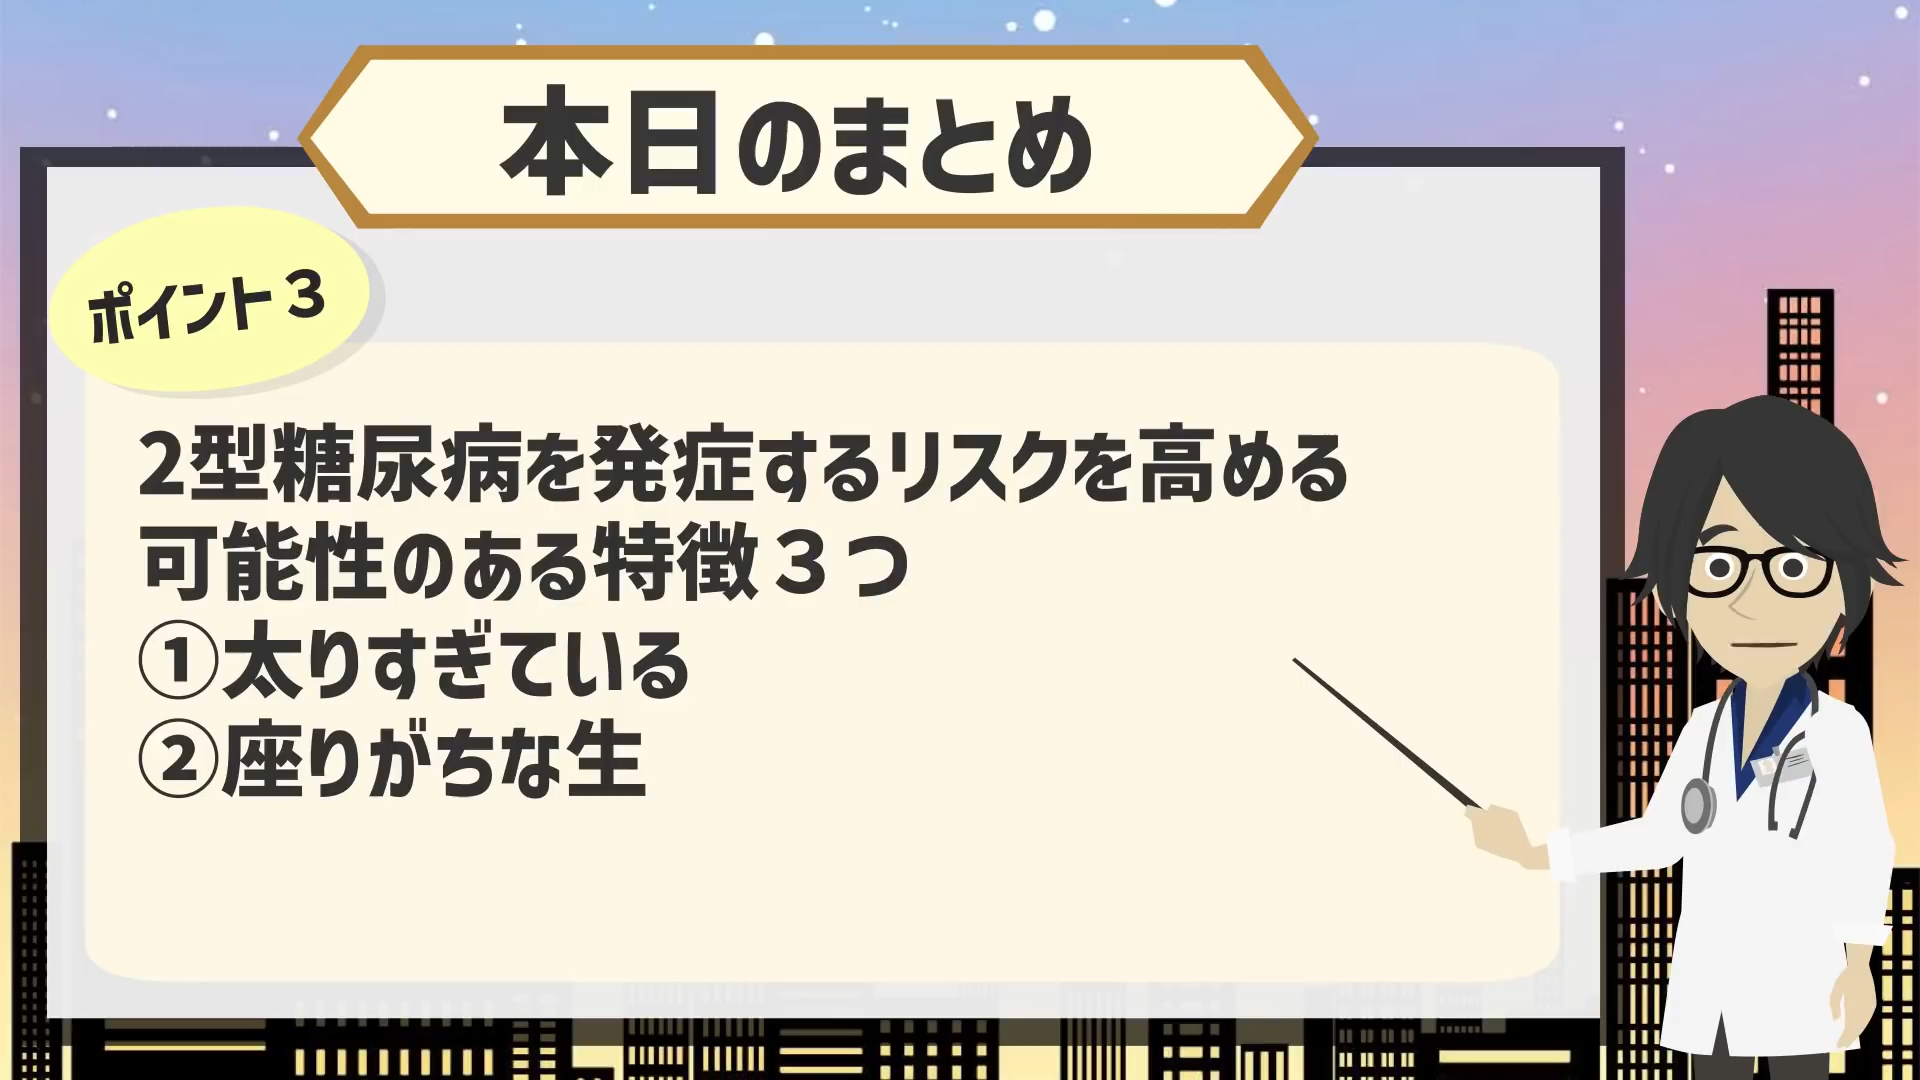 本日のまとめ
ポイント３
2型糖尿病を発症するリスクを高める
可能性のある特徴３つ
①太りすぎている
②座りがちな生